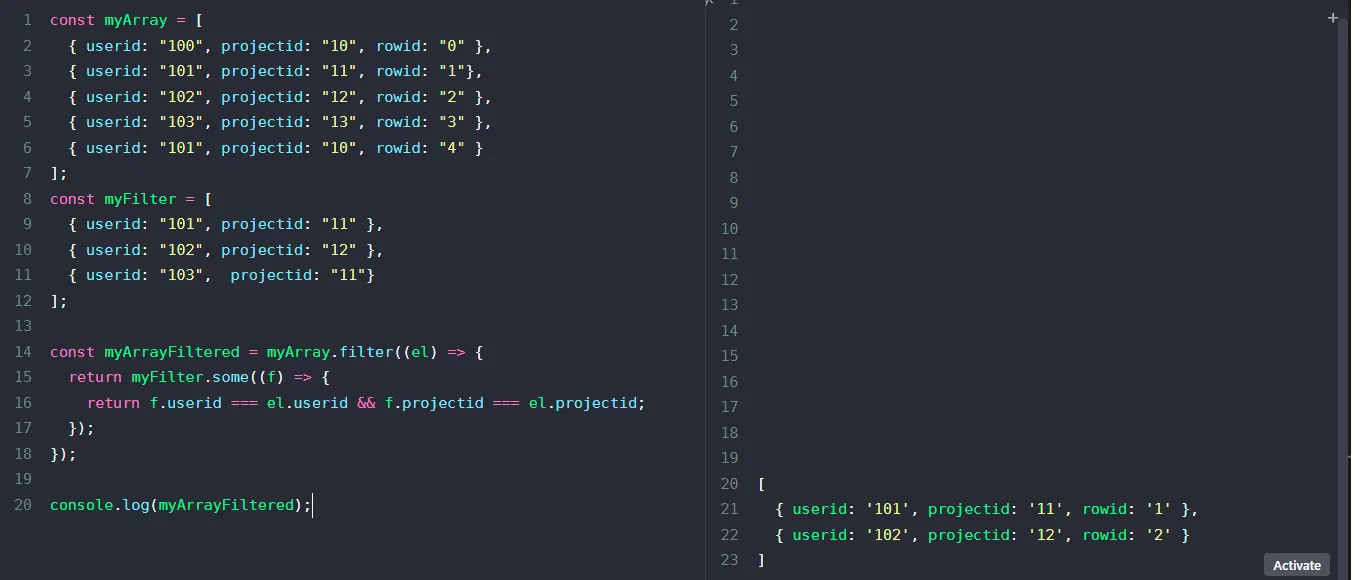 1 const myArray = [
2 { userid: "100", projectid: "10", rowid: "0" },
3 { userid: "101", projectid: "11", rowid: "1"},
4 { userid: "102", projectid: "12", rowid: "2" },
5 { userid: "103", projectid: "13", rowid: "3" },
6 { userid: "101", projectid: "10", rowid: "4" }
7 ];
8 const myFilter = [
9 { userid: "101", projectid: "11" },
10 { userid: "102", projectid: "12" },
11 { userid: "103",  projectid: "11"}
12 ];
13
14 const myArrayFiltered = myArray.filter((el) => {
15 return myFilter.some((f) => {
16 return f.userid === el.userid && f.projectid === el.projectid;
17 });
18 });
19
20 console.log(myArrayFiltered);
+
2
3
4
5
6
7
8
9
10
11
12
13
14
15
16
17
18
19
20 [
21 { userid: '101', projectid: '11', rowid: '1' },
22 { userid: '102', projectid: '12', rowid: '2' }
23 ]
Activate